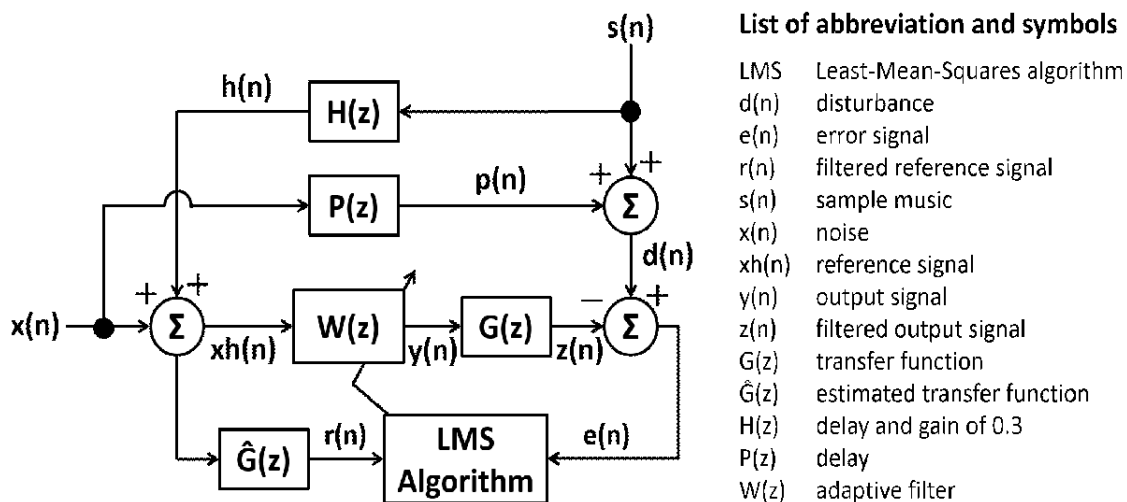 s(n)
h(n)
H(z)
+
+
p(n)
P(z)
Σ
d(n)
+
+
−
+
x(n)
Σ
W(z)
G(z)
Σ
xh(n)
y(n)
z(n)
r(n)
LMS
Algorithm
e(n)
Ĝ(z)
List of abbreviation and symbols
LMS Least-Mean-Squares algorithm
d(n) disturbance
e(n) error signal
r(n) filtered reference signal
s(n) sample music
x(n) noise
xh(n) reference signal
y(n) output signal
z(n) filtered output signal
G(z) transfer function
Ĝ(z) estimated transfer function
H(z) delay and gain of 0.3
P(z) delay
W(z) adaptive filter